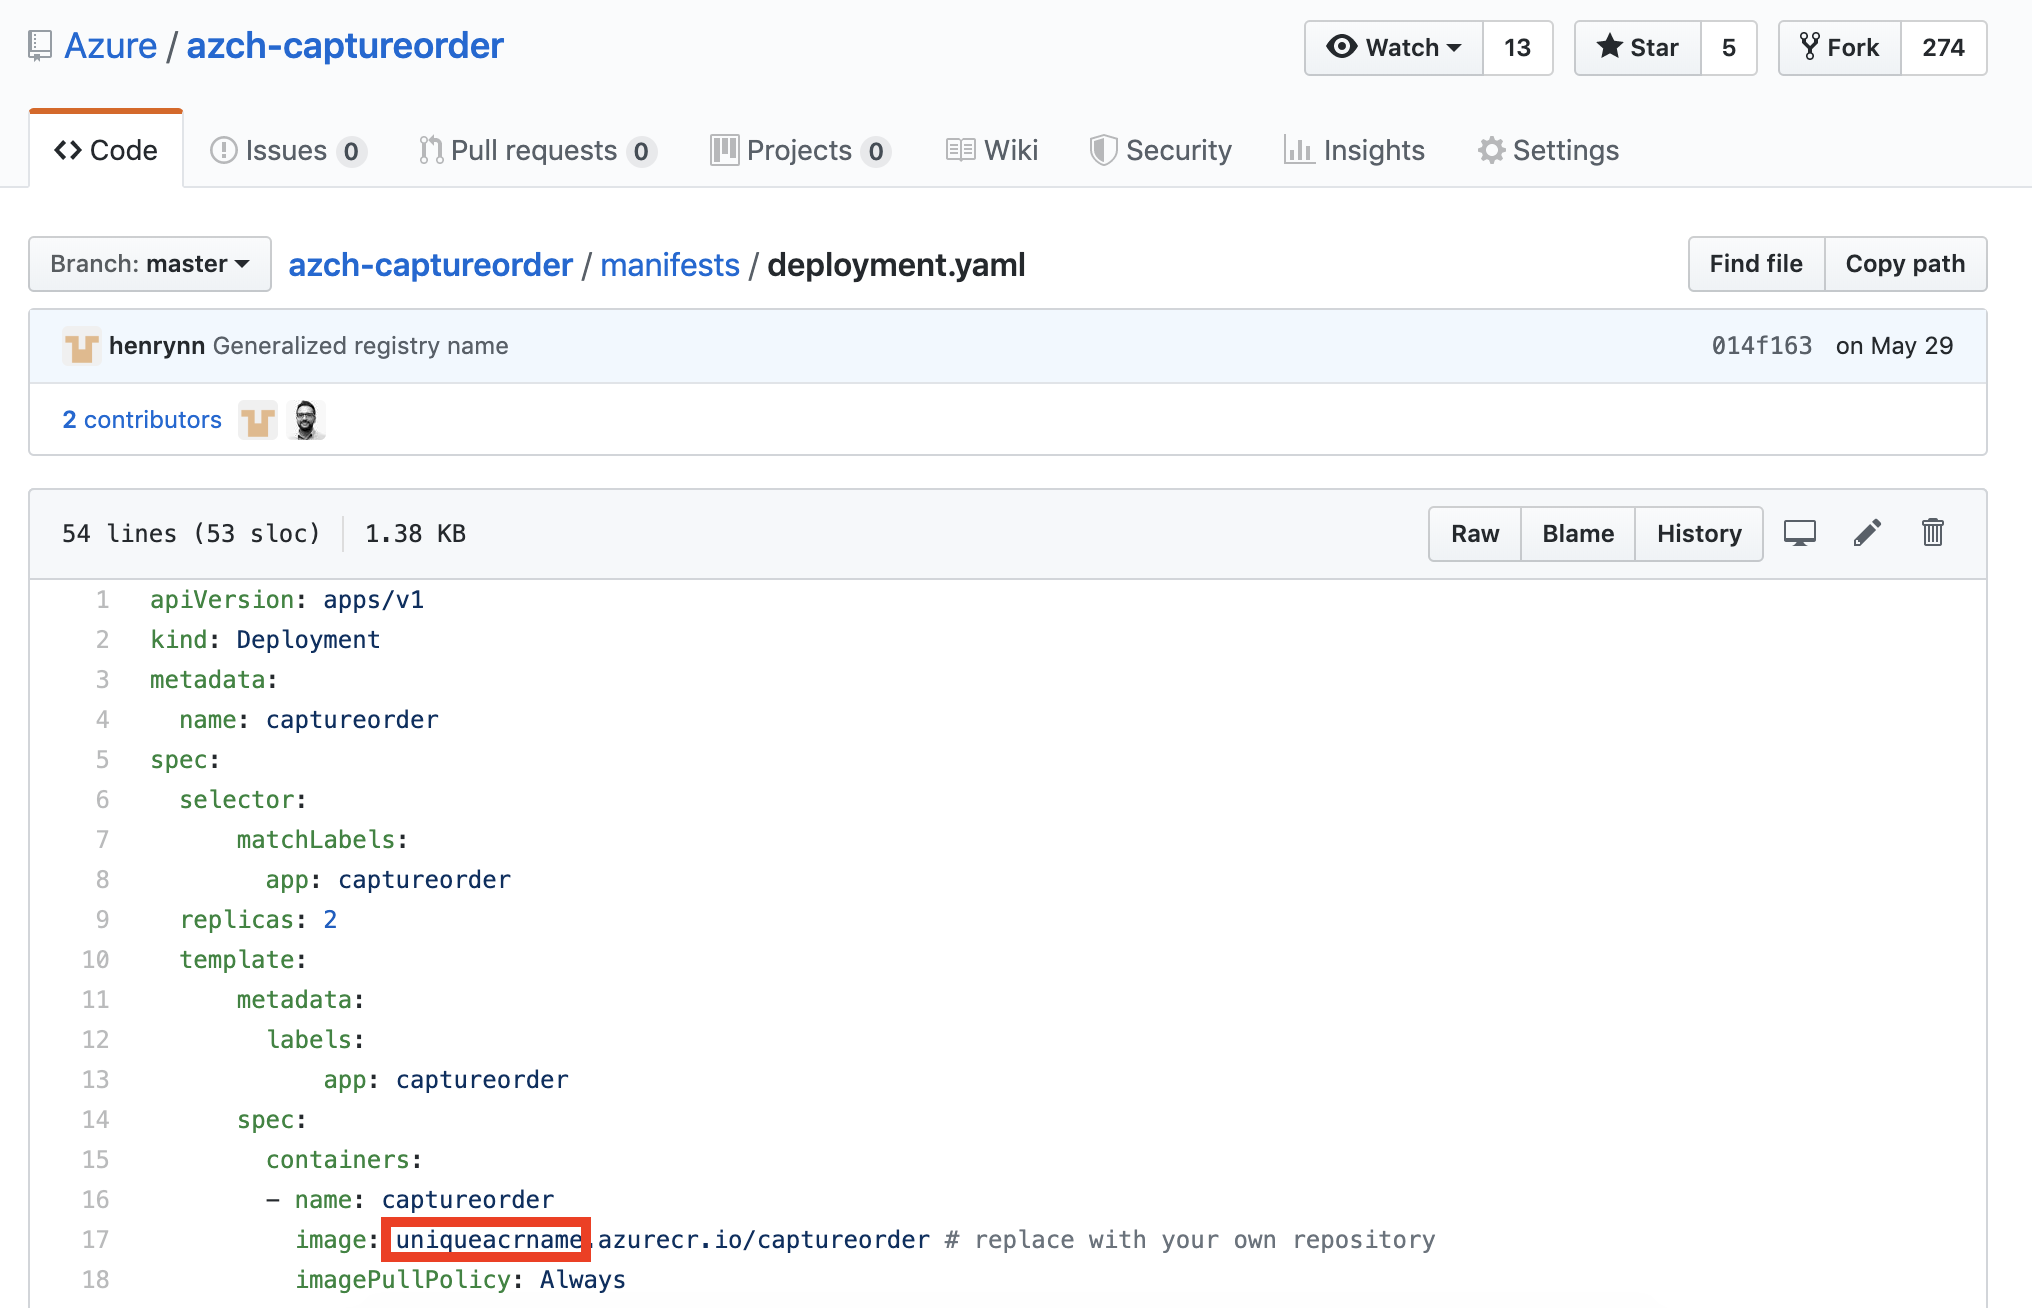 Azure / azch-captureorder Watch 13 Star 5 Fork 274
Code Issues 0 Pull requests 0 Projects 0 Wiki Security Insights Settings
Branch: master azch-captureorder / manifests / deployment.yaml Find file Copy path
henrynn Generalized registry name 014f163 on May 29
2 contributors
54 lines (53 sloc) 1.38 KB Raw Blame History
1 apiVersion: apps/v1
2 kind: Deployment
3 metadata:
4 name: captureorder
5 spec:
6 selector:
7 matchLabels:
8 app: captureorder
9 replicas: 2
10 template:
11 metadata:
12 labels:
13 app: captureorder
14 spec:
15 containers:
16 - name: captureorder
17 image: uniqueacrname.azurecr.io/captureorder # replace with your own repository
18 imagePullPolicy: Always